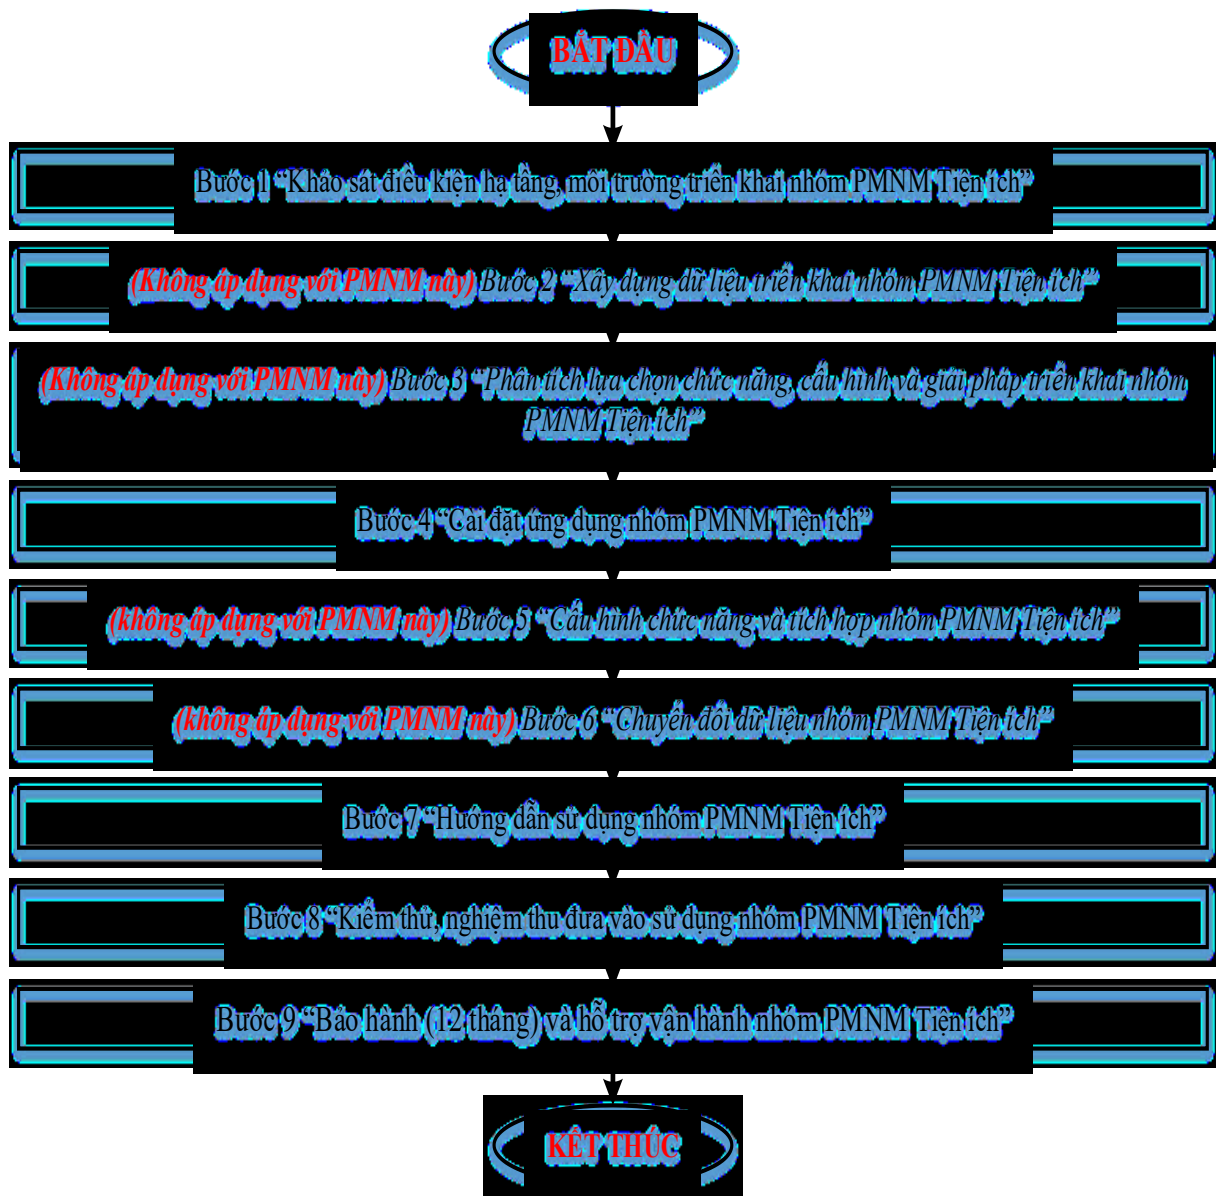 BẮT ĐẦU
Bước 1 “Khảo sát điều kiện hạ tầng, môi trường triển khai nhóm PMNM Tiện ích”
(Không áp dụng với PMNM này) Bước 2 “Xây dựng dữ liệu triển khai nhóm PMNM Tiện ích”
(Không áp dụng với PMNM này) Bước 3 “Phân tích lựa chọn chức năng, cấu hình và giải pháp triển khai nhóm
PMNM Tiện ích”
Bước 4 “Cài đặt ứng dụng nhóm PMNM Tiện ích”
(không áp dụng với PMNM này) Bước 5 “Cấu hình chức năng và tích hợp nhóm PMNM Tiện ích”
(không áp dụng với PMNM này) Bước 6 “Chuyển đổi dữ liệu nhóm PMNM Tiện ích”
Bước 7 “Hướng dẫn sử dụng nhóm PMNM Tiện ích”
Bước 8 “Kiểm thử, nghiệm thu đưa vào sử dụng nhóm PMNM Tiện ích”
Bước 9 “Bảo hành (12 tháng) và hỗ trợ vận hành nhóm PMNM Tiện ích”
KẾT THÚC